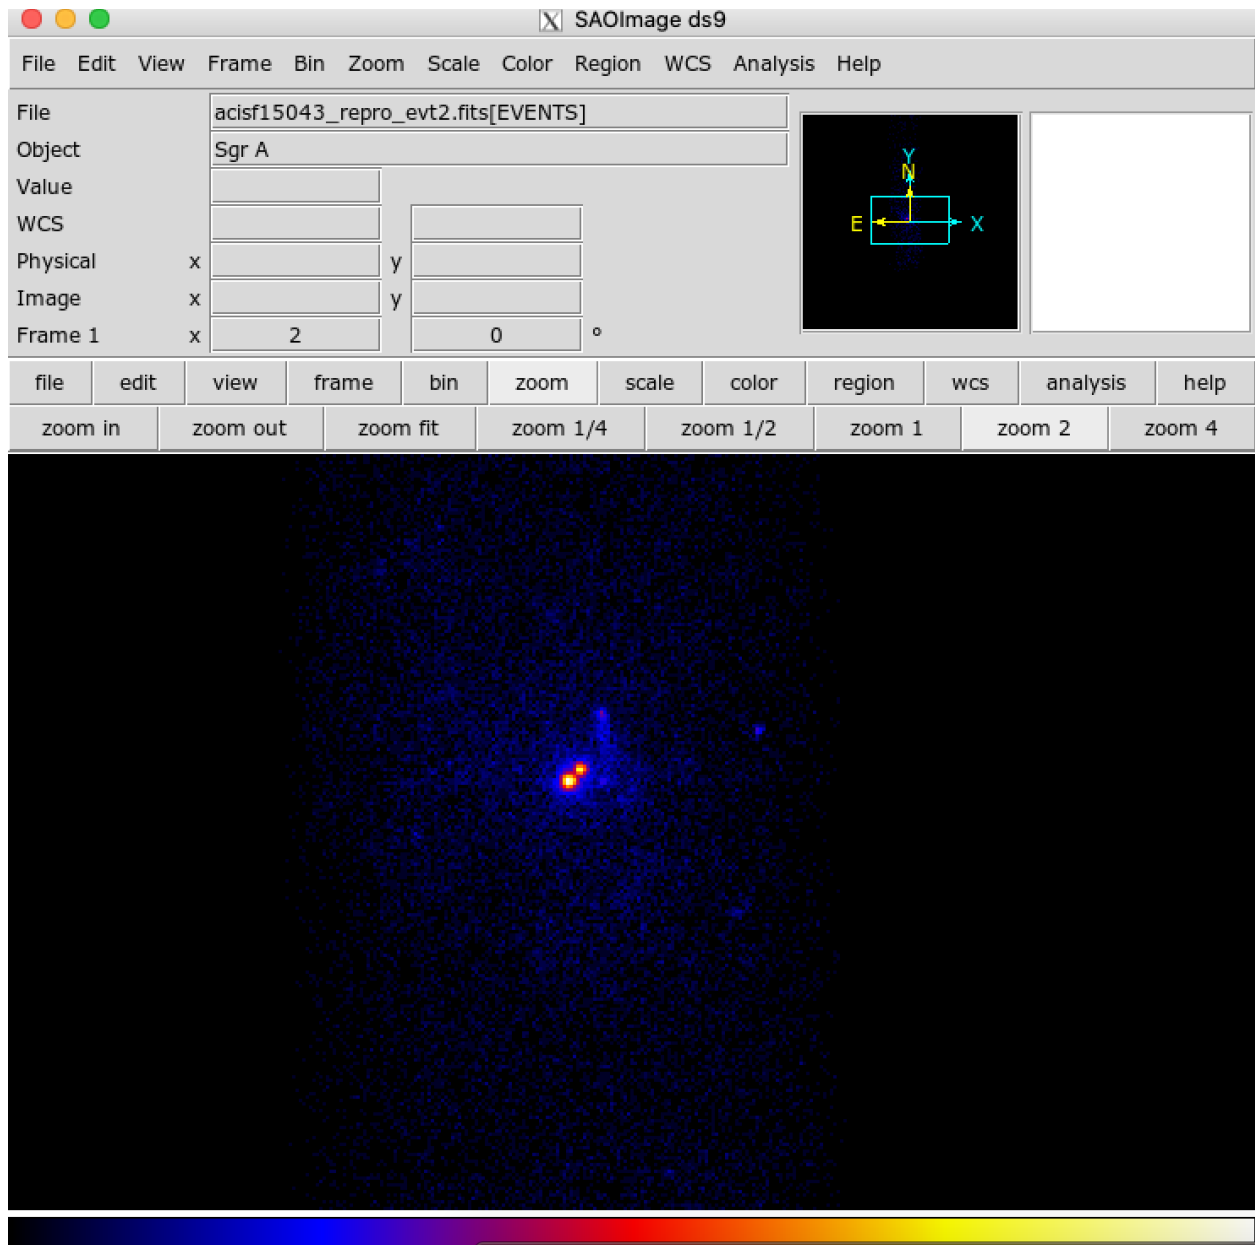 X SAOImage ds9
File Edit View Frame Bin Zoom Scale Color Region WCS Analysis Help
File acisf15043_repro_evt2.fits[EVENTS]
Object Sgr A
Value
WCS
Physical x y
Image x y
Frame 1 x 2 0 °
Y
N
E X
file edit view frame bin zoom scale color region wcs analysis help
zoom in zoom out zoom fit zoom 1/4 zoom 1/2 zoom 1 zoom 2 zoom 4